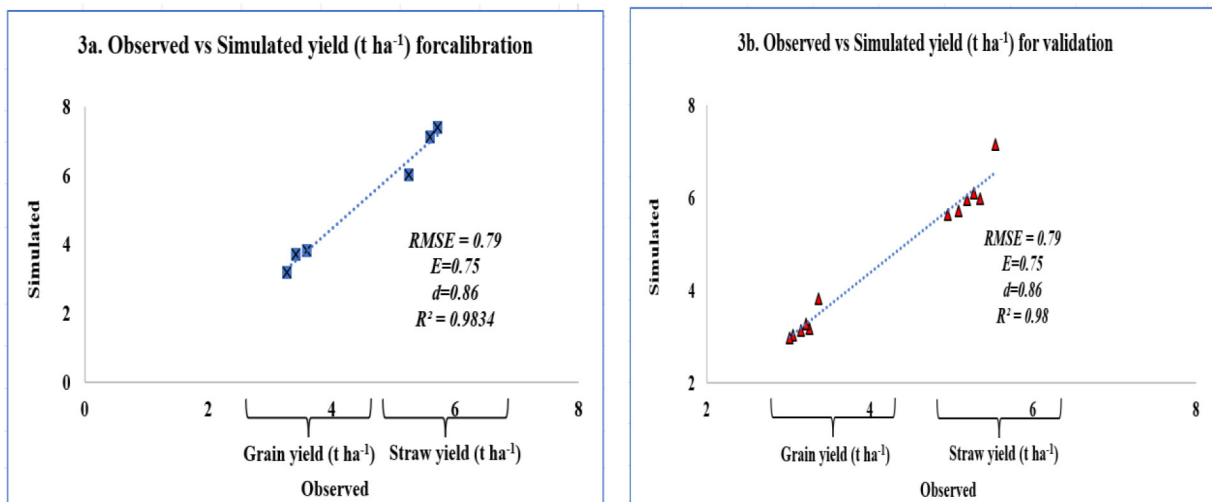 3a. Observed vs Simulated yield (t ha⁻¹) forcalibration
8
6
4
2
0
Simulated
RMSE = 0.79
E=0.75
d=0.86
R² = 0.9834
0 2 4 6 8
Grain yield (t ha⁻¹) Straw yield (t ha⁻¹)
Observed
3b. Observed vs Simulated yield (t ha⁻¹) for validation
8
6
4
2
Simulated
RMSE = 0.79
E=0.75
d=0.86
R² = 0.98
2 4 6 8
Grain yield (t ha⁻¹) Straw yield (t ha⁻¹)
Observed